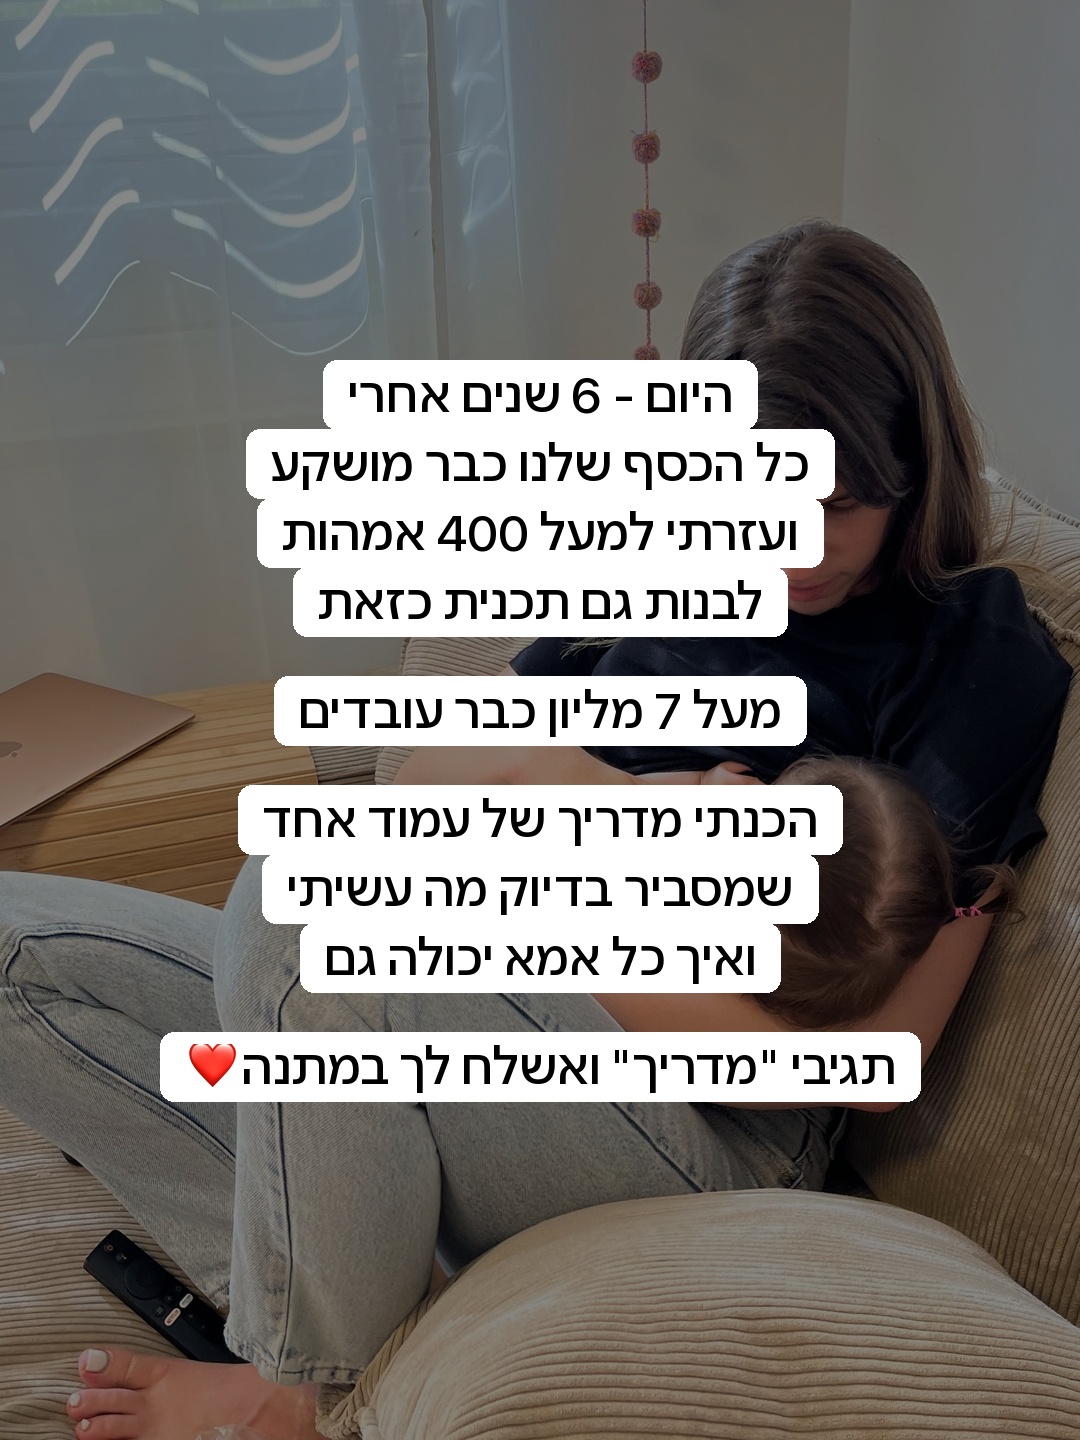 היום - 6 שנים אחרי
כל הכסף שלנו כבר מושקע
ועזרתי למעל 400 אמהות
לבנות גם תכנית כזאת
מעל 7 מליון כבר עובדים
הכנתי מדריך של עמוד אחד
שמסביר בדיוק מה עשיתי
ואיך כל אמא יכולה גם
תגיבי "מדריך" ואשלח לך במתנה❤️